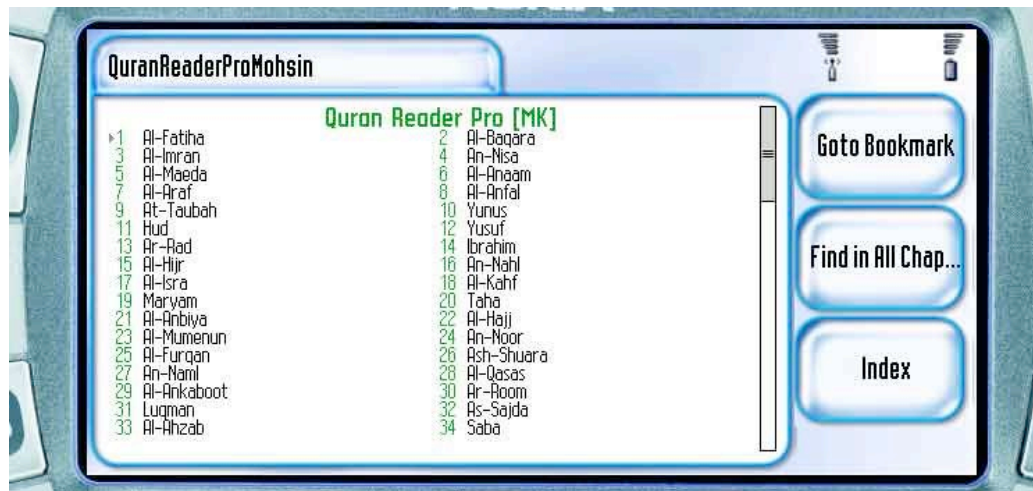 QuranReaderProMohsin
Quran Reader Pro [MK]
1 Al-Fatiha 2 Al-Baqara
3 Al-Imran 4 An-Nisa
5 Al-Maeda 6 Al-Anaam
7 Al-Araf 8 Al-Anfal
9 At-Taubah 10 Yunus
11 Hud 12 Yusuf
13 Ar-Rad 14 Ibrahim
15 Al-Hijr 16 An-Nahl
17 Al-Isra 18 Al-Kahf
19 Maryam 20 Taha
21 Al-Anbiya 22 Al-Hajj
23 Al-Mumenun 24 An-Noor
25 Al-Furqan 26 Ash-Shuara
27 An-Naml 28 Al-Qasas
29 Al-Ankaboot 30 Ar-Room
31 Luqman 32 As-Sajda
33 Al-Ahzab 34 Saba
Goto Bookmark
Find in All Chap...
Index